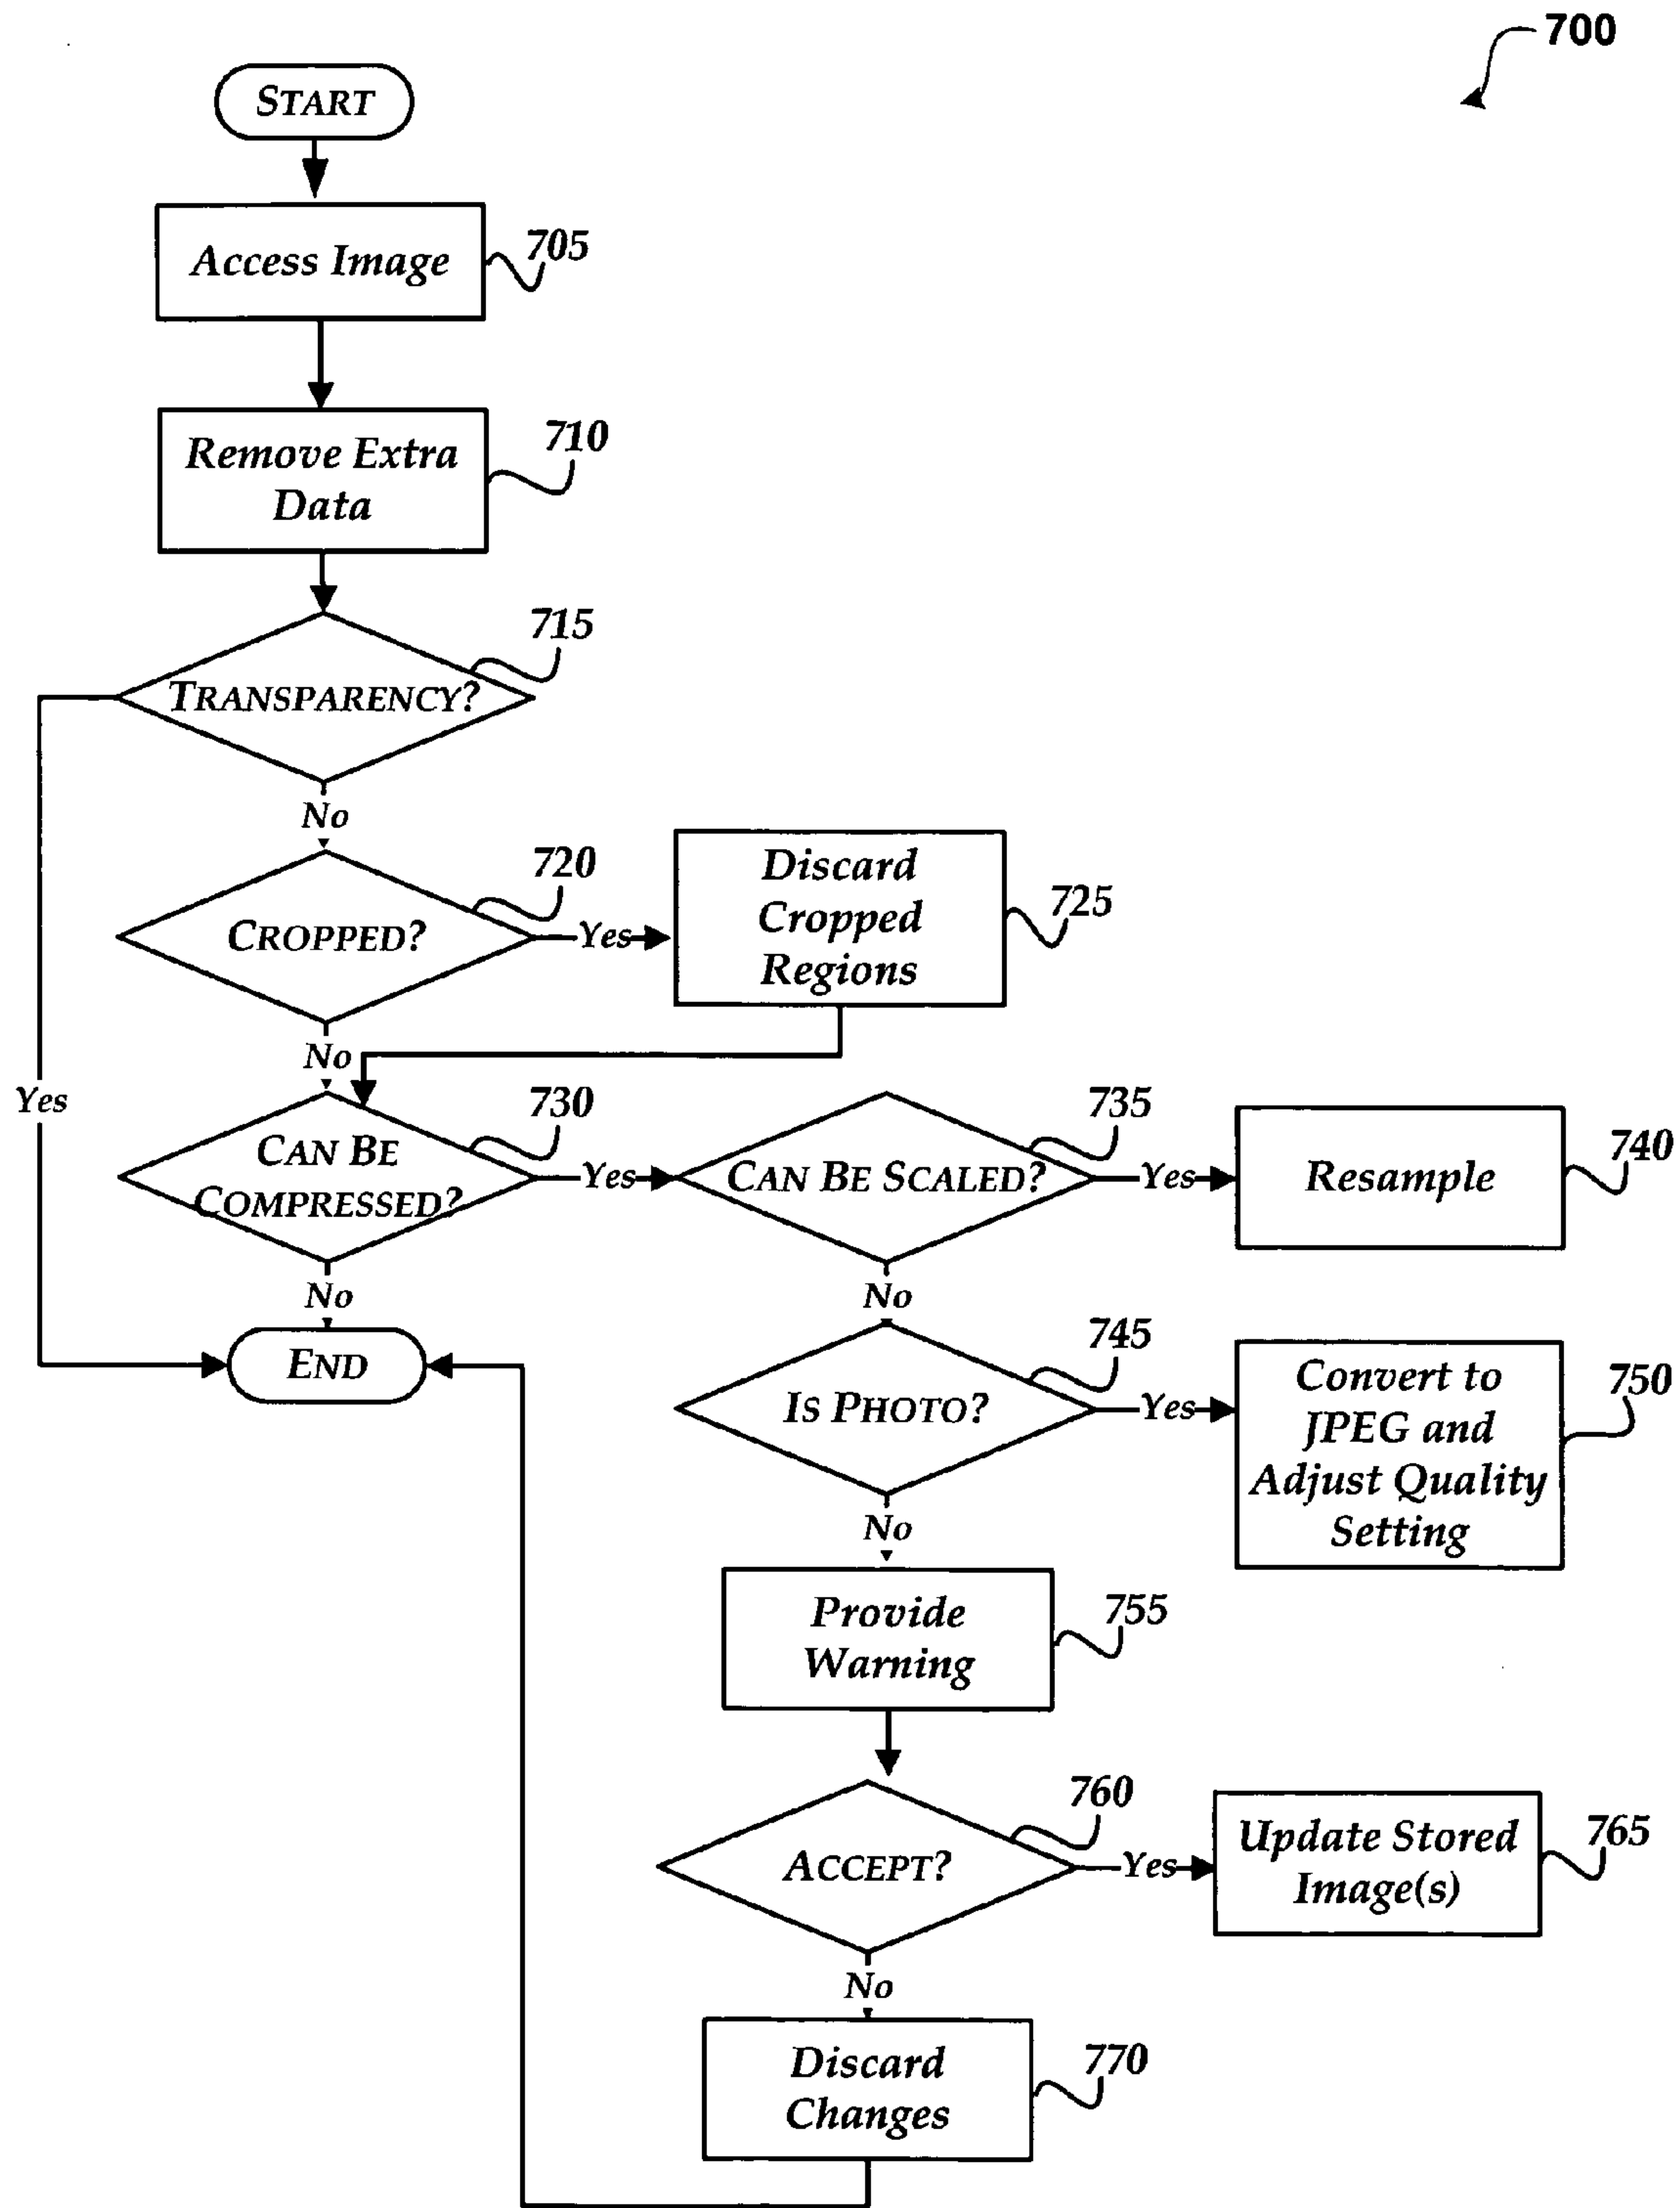 700
START
Access Image
705
Remove Extra
Data
710
TRANSPARENCY?
715
No
CROPPED?
720
Yes
Discard
Cropped
Regions
725
No
Yes
CAN BE
COMPRESSED?
730
Yes
CAN BE SCALED?
735
Yes
Resample
740
No
END
No
IS PHOTO?
745
Yes
Convert to
JPEG and
Adjust Quality
Setting
750
No
Provide
Warning
755
ACCEPT?
760
Yes
Update Stored
Image(s)
765
No
Discard
Changes
770